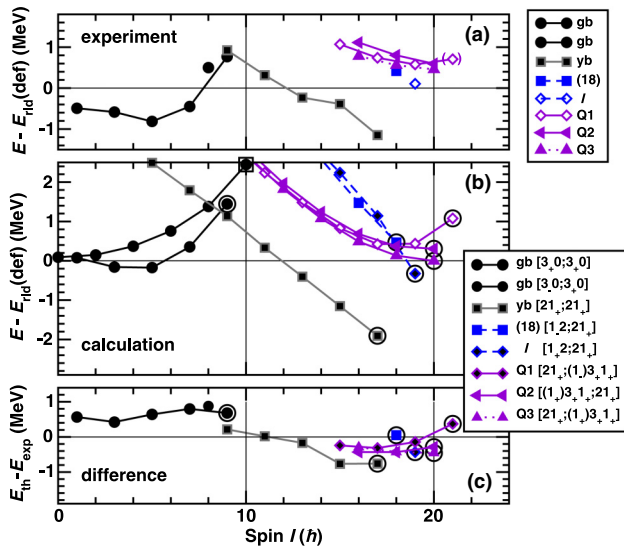 experiment
(a)
E - E_rld(def) (MeV)
1
0
-1
( )
gb
gb
yb
(18)
I
Q1
Q2
Q3
(b)
E - E_rld(def) (MeV)
2
1
0
-1
-2
calculation
gb [3₊0;3₊0]
gb [3₋0;3₊0]
yb [21₊;21₊]
(18) [1₋2;21₊]
I [1₋2;21₊]
Q1 [21₊;(1₁)3₊1₊]
Q2 [(1₊)3₊1₊;21₊]
Q3 [21₊;(1₊)3₊1₊]
E_th-E_exp (MeV)
1
0
-1
difference
(c)
0
10
20
Spin I (ħ)